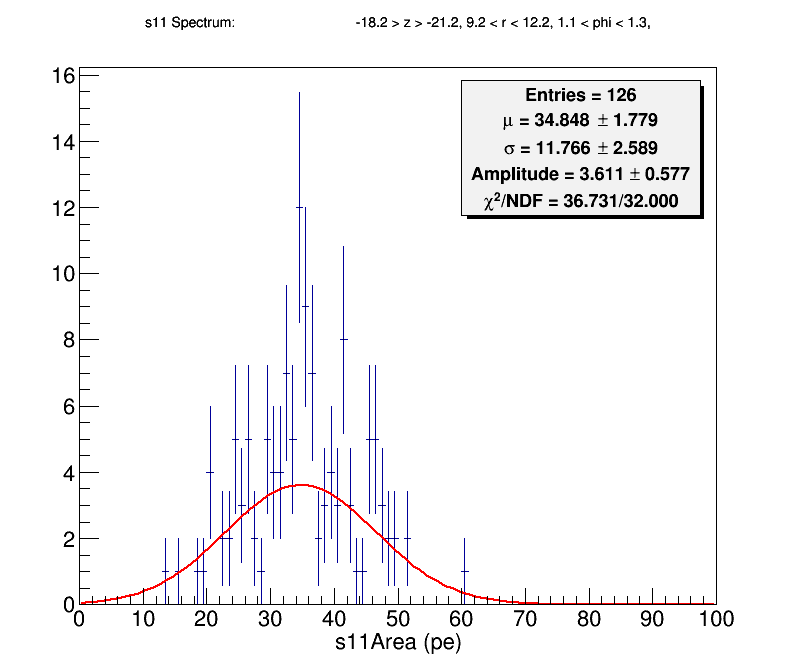 s11 Spectrum: -18.2 > z > -21.2, 9.2 < r < 12.2, 1.1 < phi < 1.3,
Entries = 126
μ = 34.848 ± 1.779
σ = 11.766 ± 2.589
Amplitude = 3.611 ± 0.577
χ²/NDF = 36.731/32.000
16
14
12
10
8
6
4
2
0
0 10 20 30 40 50 60 70 80 90 100
s11Area (pe)